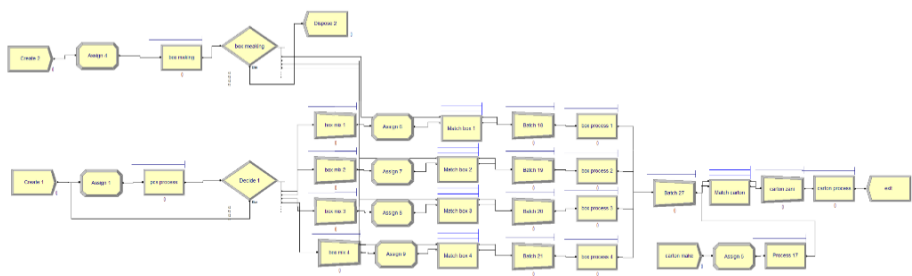 Dispose 2
Create 2
Assign 4
box meaking
box meaking
box mix 1
Assign 6
Match box 1
Batch 18
box process 1
Create 1
Assign 1
pcs process
Decide 1
box mix 2
Assign 7
Match box 2
Batch 19
box process 2
Batch 27
Match carton
carton process
exit
box mix 3
Assign 8
Match box 3
Batch 20
box process 3
box mix 4
Assign 9
Match box 4
Batch 21
box process 4
carton make
Assign 5
Process 17